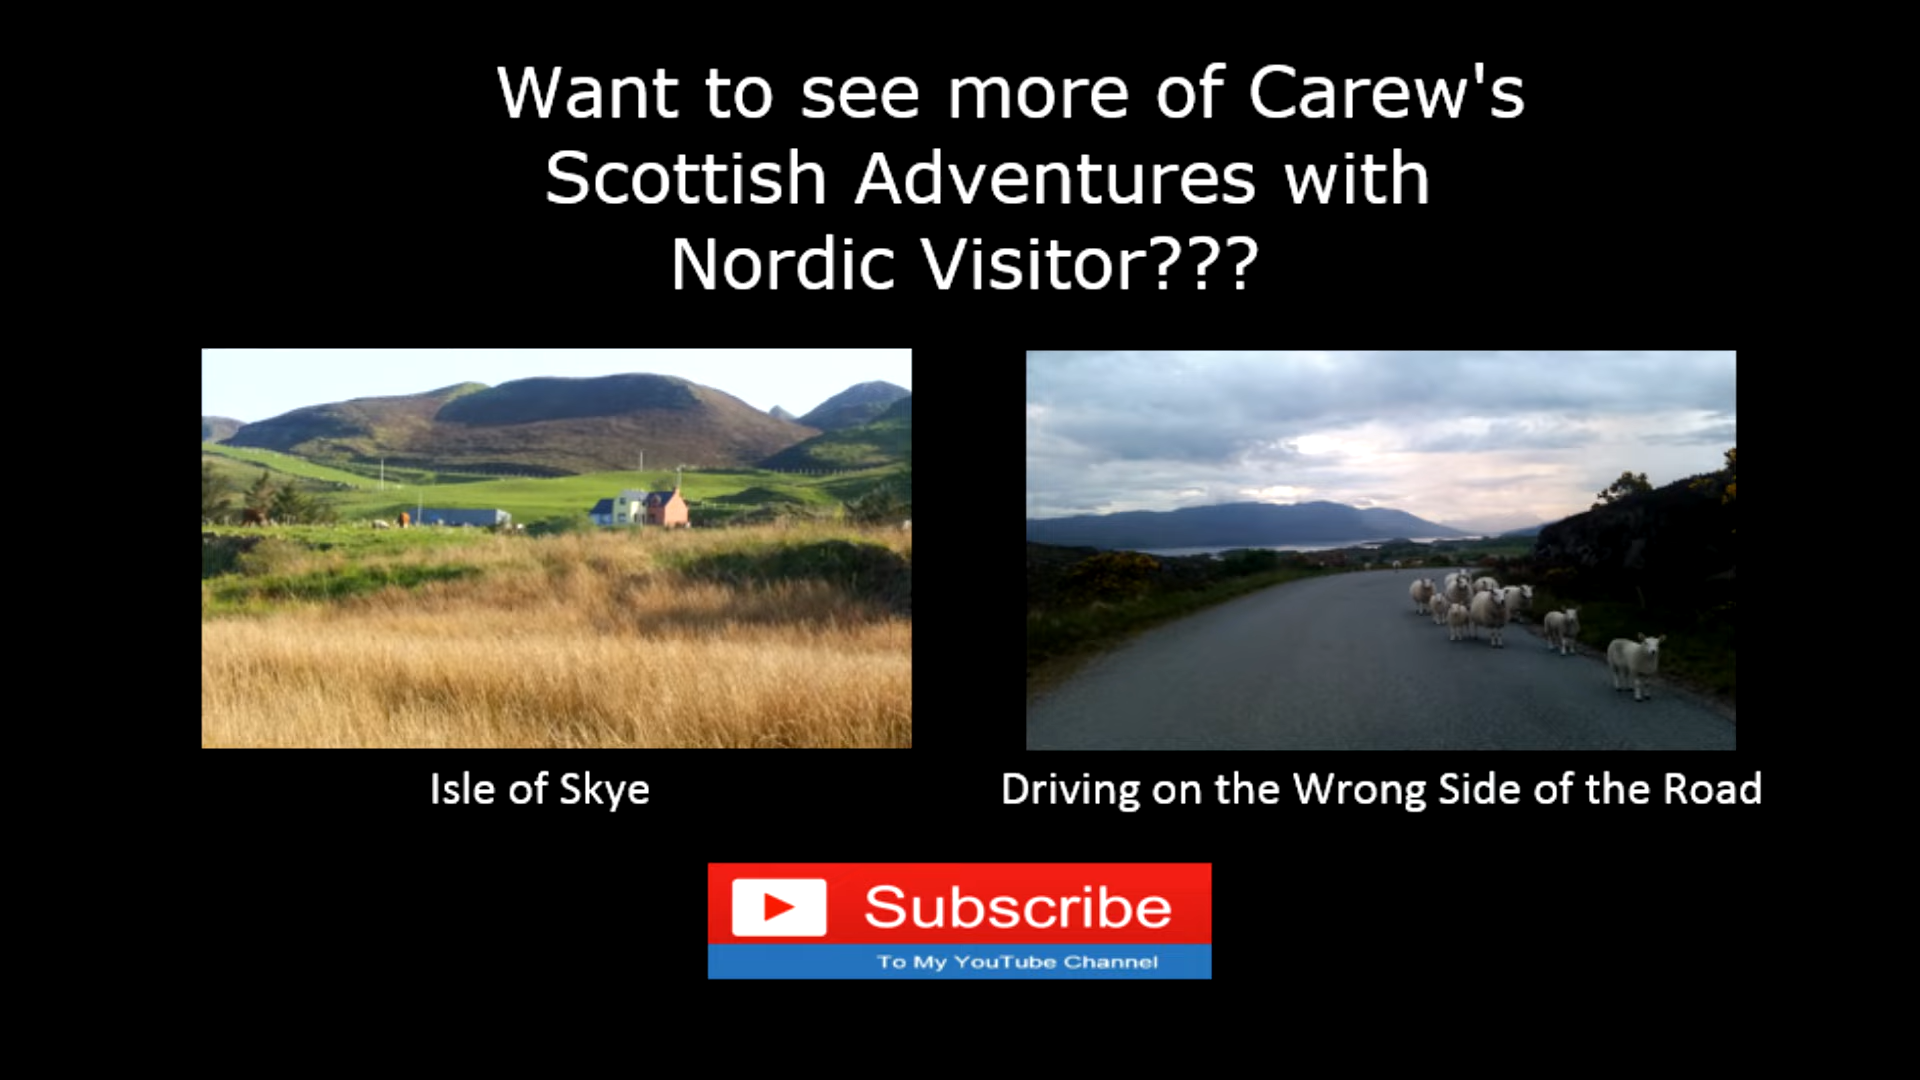 Want to see more of Carew's
Scottish Adventures with
Nordic Visitor???
Isle of Skye
Driving on the Wrong Side of the Road
Subscribe
To My YouTube Channel